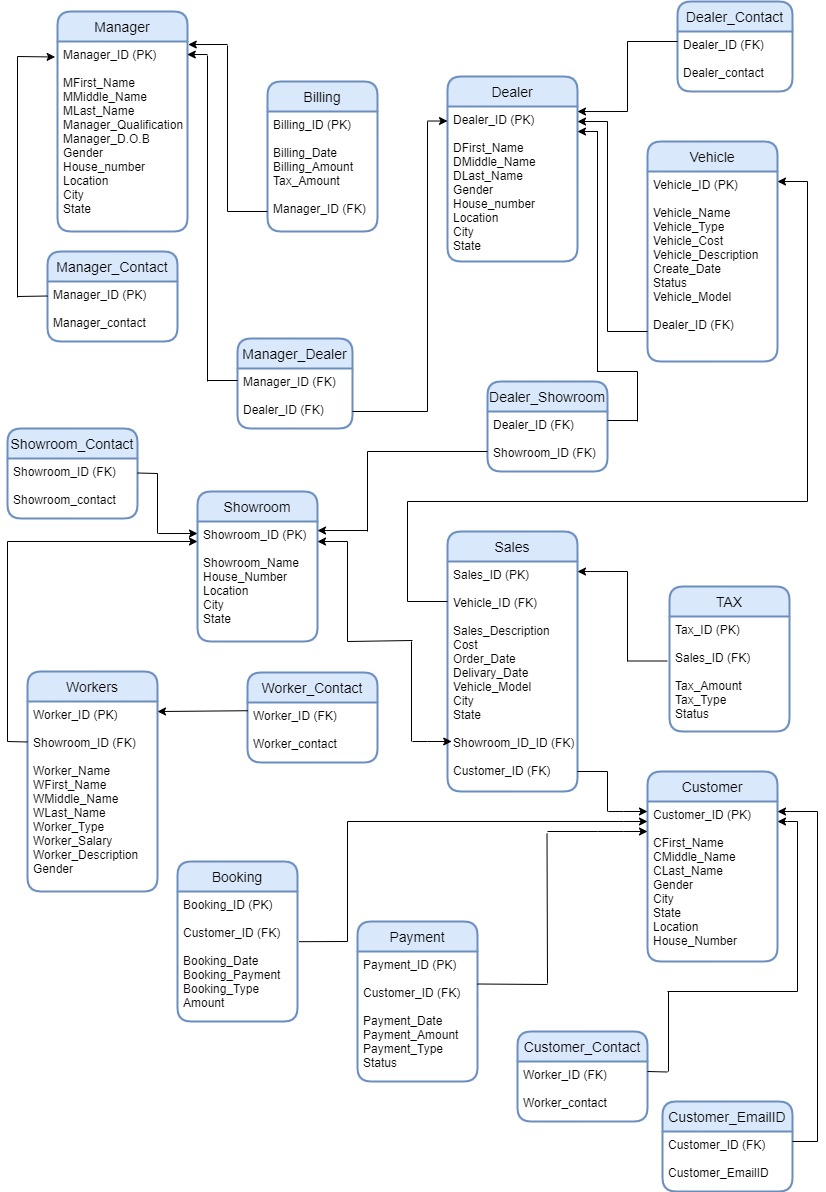 Manager
Manager_ID (PK)
MFirst_Name
MMiddle_Name
MLast_Name
Manager_Qualification
Manager_D.O.B
Gender
House_number
Location
City
State
Billing
Billing_ID (PK)
Billing_Date
Billing_Amount
Tax_Amount
Manager_ID (FK)
Dealer
Dealer_ID (PK)
DFirst_Name
DMiddle_Name
DLast_Name
Gender
House_number
Location
City
State
Dealer_Contact
Dealer_ID (FK)
Dealer_contact
Vehicle
Vehicle_ID (PK)
Vehicle_Name
Vehicle_Type
Vehicle_Cost
Vehicle_Description
Create_Date
Status
Vehicle_Model
Dealer_ID (FK)
Manager_Contact
Manager_ID (PK)
Manager_contact
Manager_Dealer
Manager_ID (FK)
Dealer_ID (FK)
Dealer_Showroom
Dealer_ID (FK)
Showroom_ID (FK)
Showroom_Contact
Showroom_ID (FK)
Showroom_contact
Showroom
Showroom_ID (PK)
Showroom_Name
House_Number
Location
City
State
Sales
Sales_ID (PK)
Vehicle_ID (FK)
Sales_Description
Cost
Order_Date
Delivary_Date
Vehicle_Model
City
State
Showroom_ID_ID (FK)
Customer_ID (FK)
TAX
Tax_ID (PK)
Sales_ID (FK)
Tax_Amount
Tax_Type
Status
Workers
Worker_ID (PK)
Showroom_ID (FK)
Worker_Name
WFirst_Name
WMiddle_Name
WLast_Name
Worker_Type
Worker_Salary
Worker_Description
Gender
Worker_Contact
Worker_ID (FK)
Worker_contact
Customer
Customer_ID (PK)
CFirst_Name
CMiddle_Name
CLast_Name
Gender
City
State
Location
House_Number
Booking
Booking_ID (PK)
Customer_ID (FK)
Booking_Date
Booking_Payment
Booking_Type
Amount
Payment
Payment_ID (PK)
Customer_ID (FK)
Payment_Date
Payment_Amount
Payment_Type
Status
Customer_Contact
Worker_ID (FK)
Worker_contact
Customer_EmailID
Customer_ID (FK)
Customer_EmailID